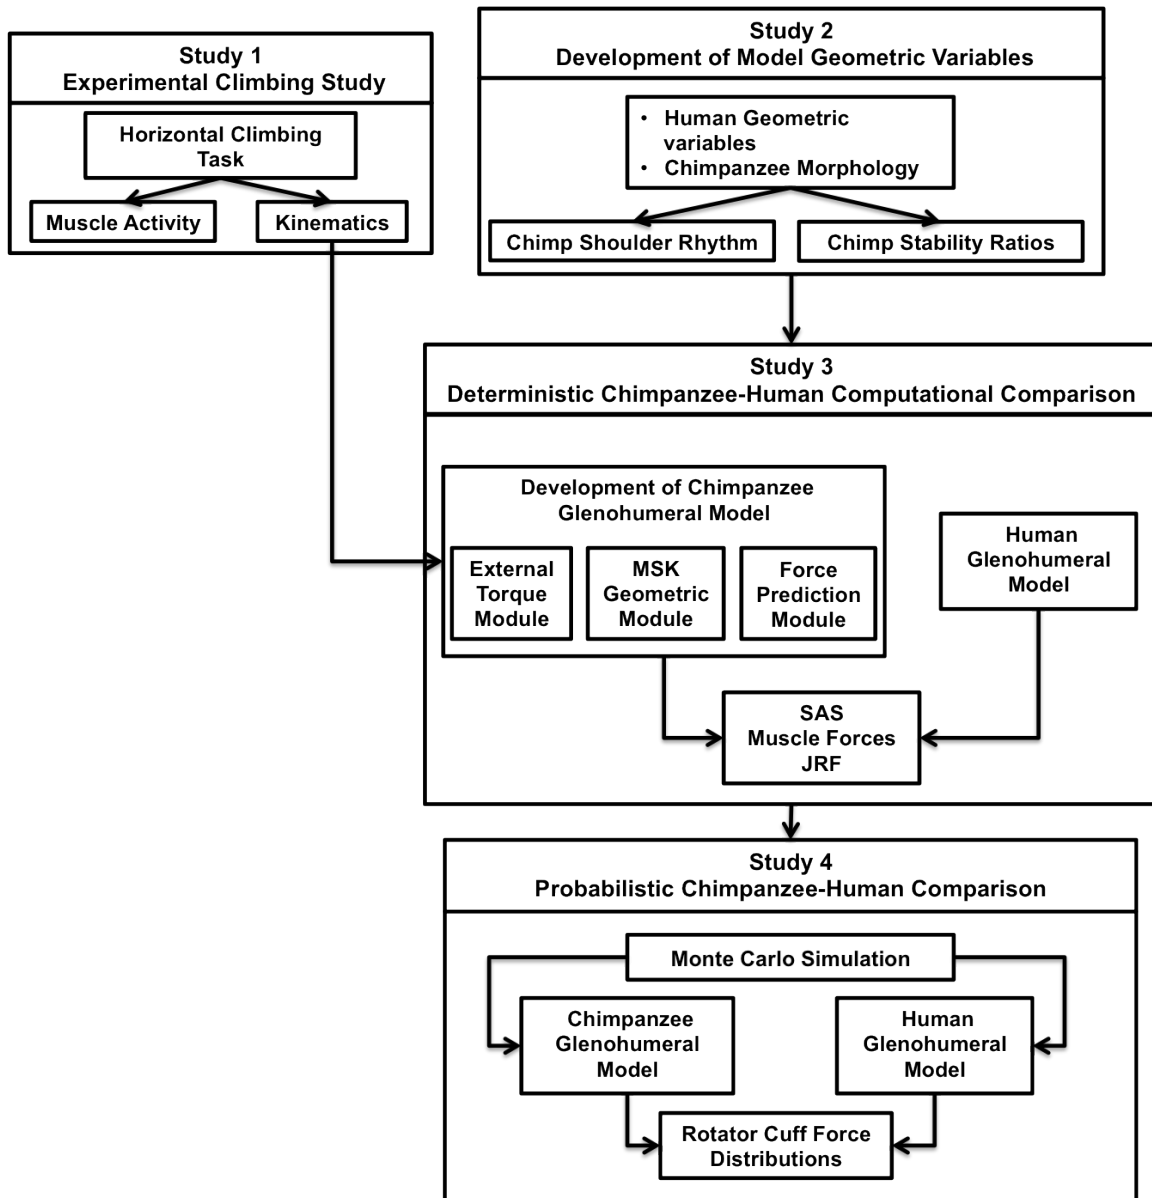 Study 1
Experimental Climbing Study
Horizontal Climbing
Task
Muscle Activity
Kinematics
Study 2
Development of Model Geometric Variables
• Human Geometric
variables
• Chimpanzee Morphology
Chimp Shoulder Rhythm
Chimp Stability Ratios
Study 3
Deterministic Chimpanzee-Human Computational Comparison
Development of Chimpanzee
Glenohumeral Model
External
Torque
Module
MSK
Geometric
Module
Force
Prediction
Module
Human
Glenohumeral
Model
SAS
Muscle Forces
JRF
Study 4
Probabilistic Chimpanzee-Human Comparison
Monte Carlo Simulation
Chimpanzee
Glenohumeral
Model
Human
Glenohumeral
Model
Rotator Cuff Force
Distributions